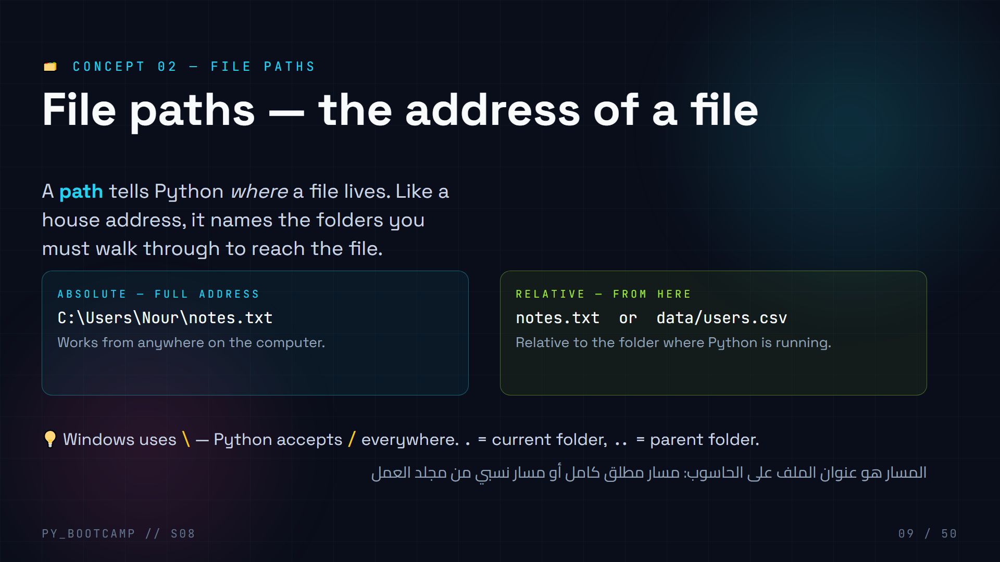 🗂️ CONCEPT 02 — FILE PATHS
File paths — the address of a file
A path tells Python where a file lives. Like a
house address, it names the folders you
must walk through to reach the file.
ABSOLUTE — FULL ADDRESS
C:\Users\Nour\notes.txt
Works from anywhere on the computer.
RELATIVE — FROM HERE
notes.txt or data/users.csv
Relative to the folder where Python is running.
💡 Windows uses \ — Python accepts / everywhere. . = current folder, .. = parent folder.
المسار هو عنوان الملف على الحاسوب: مسار مطلق كامل أو مسار نسبي من مجلد العمل
PY_BOOTCAMP // S08
09 / 50